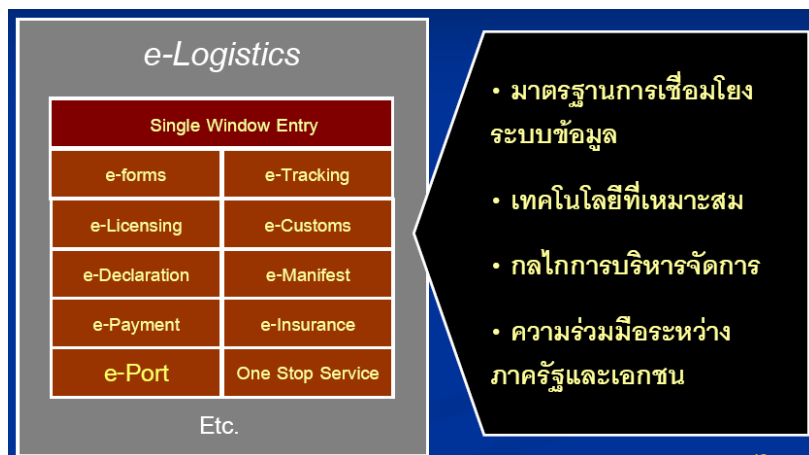 e-Logistics
Single Window Entry
e-forms
e-Tracking
e-Licensing
e-Customs
e-Declaration
e-Manifest
e-Payment
e-Insurance
e-Port
One Stop Service
Etc.
• มาตรฐานการเชื่อมโยง
ระบบข้อมูล
• เทคโนโลยีที่เหมาะสม
• กลไกการบริหารจัดการ
• ความร่วมมือระหว่าง
ภาครัฐและเอกชน